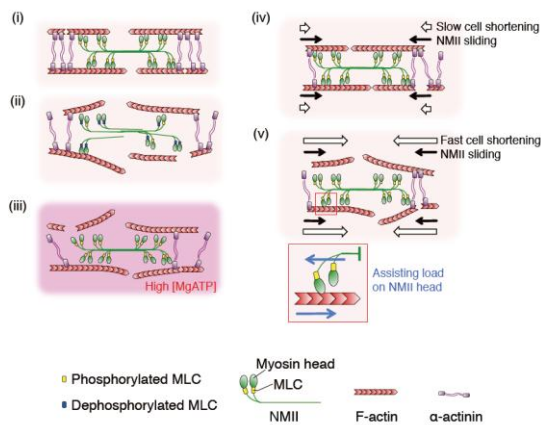 (i)
(ii)
(iii)
High [MgATP]
(iv)
Slow cell shortening
NMII sliding
(v)
Fast cell shortening
NMII sliding
Assisting load
on NMII head
Phosphorylated MLC
Dephosphorylated MLC
Myosin head
MLC
NMII
F-actin
α-actinin